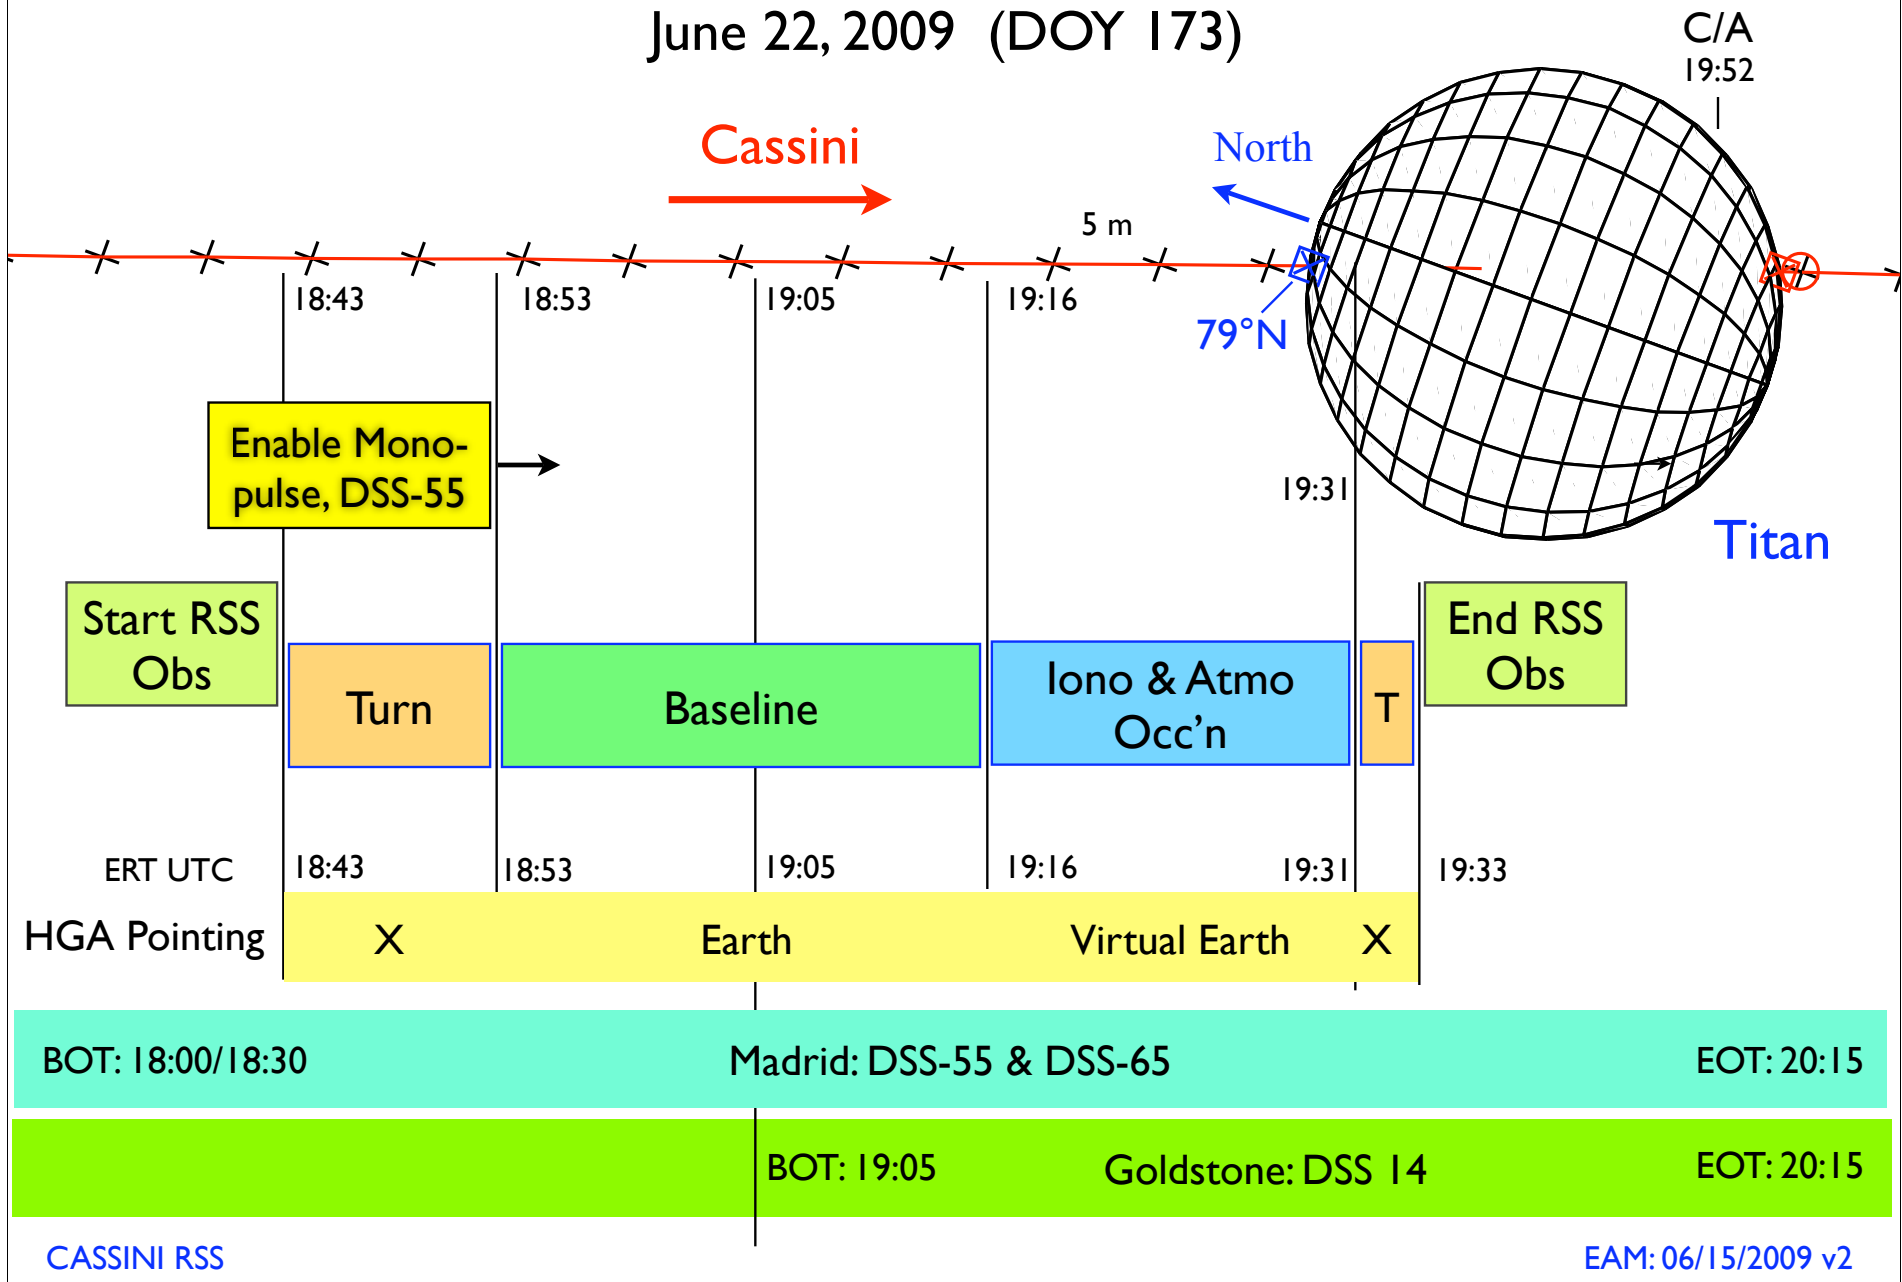 June 22, 2009 (DOY 173)
C/A
19:52
Cassini
North
5 m
18:43
18:53
19:05
19:16
79°N
Enable Mono-
pulse, DSS-55
19:31
Titan
Start RSS
Obs
Turn
Baseline
Iono & Atmo
Occ'n
T
End RSS
Obs
ERT UTC
18:43
18:53
19:05
19:16
19:31
19:33
HGA Pointing
X
Earth
Virtual Earth
X
BOT: 18:00/18:30
Madrid: DSS-55 & DSS-65
EOT: 20:15
BOT: 19:05
Goldstone: DSS 14
EOT: 20:15
CASSINI RSS
EAM: 06/15/2009 v2